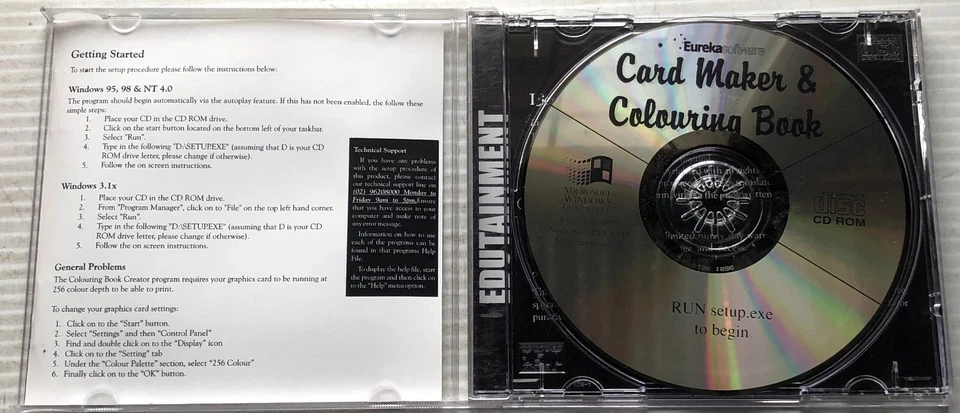 Getting Started
To start the setup procedure please follow the instructions below:
Windows 95, 98 & NT 4.0
The program should begin automatically via the autoplay feature. If this has not been enabled, the follow these
simple steps:
1. Place your CD in the CD ROM drive.
2. Click on the start button located on the bottom left of your taskbar.
3. Select "Run".
4. Type in the following "D:\SETUP.EXE" (assuming that D is your CD
ROM drive letter, please change if otherwise).
5. Follow the on screen instructions.
Windows 3.1x
1. Place your CD in the CD ROM drive.
2. From "Program Manager", click on to "File" on the top left hand corner.
3. Select "Run".
4. Type in the following "D:\SETUP.EXE" (assuming that D is your CD
ROM drive letter, please change if otherwise).
5. Follow the on screen instructions.
General Problems
The Colouring Book Creator program requires your graphics card to be running at
256 colour depth to be able to print.
To change your graphics card settings:
1. Click on to the "Start" button.
2. Select "Settings" and then "Control Panel"
3. Find and double click on to the "Display" icon
4. Click on to the "Setting" tab
5. Under the "Colour Palette" section, select "256 Colour"
6. Finally click on to the "OK" button.
Technical Support
If you have any problems
with the setup procedure of
this product, please contact
our technical support line on
(02) 96208000 Monday to
Friday 9am to 5pm. Ensure
that you have access to your
computer and make note of
any error message.
Information on how to use
each of the programs can be
found in that programs Help
File.
To display the help file, start
the program and then click on
to the "Help" menu option.
EDUTAINMENT
Eurekasoftware
Card Maker &
Colouring Book
MICROSOFT
WINDOWS
COMPACT
disc
CD ROM
RUN setup.exe
to begin